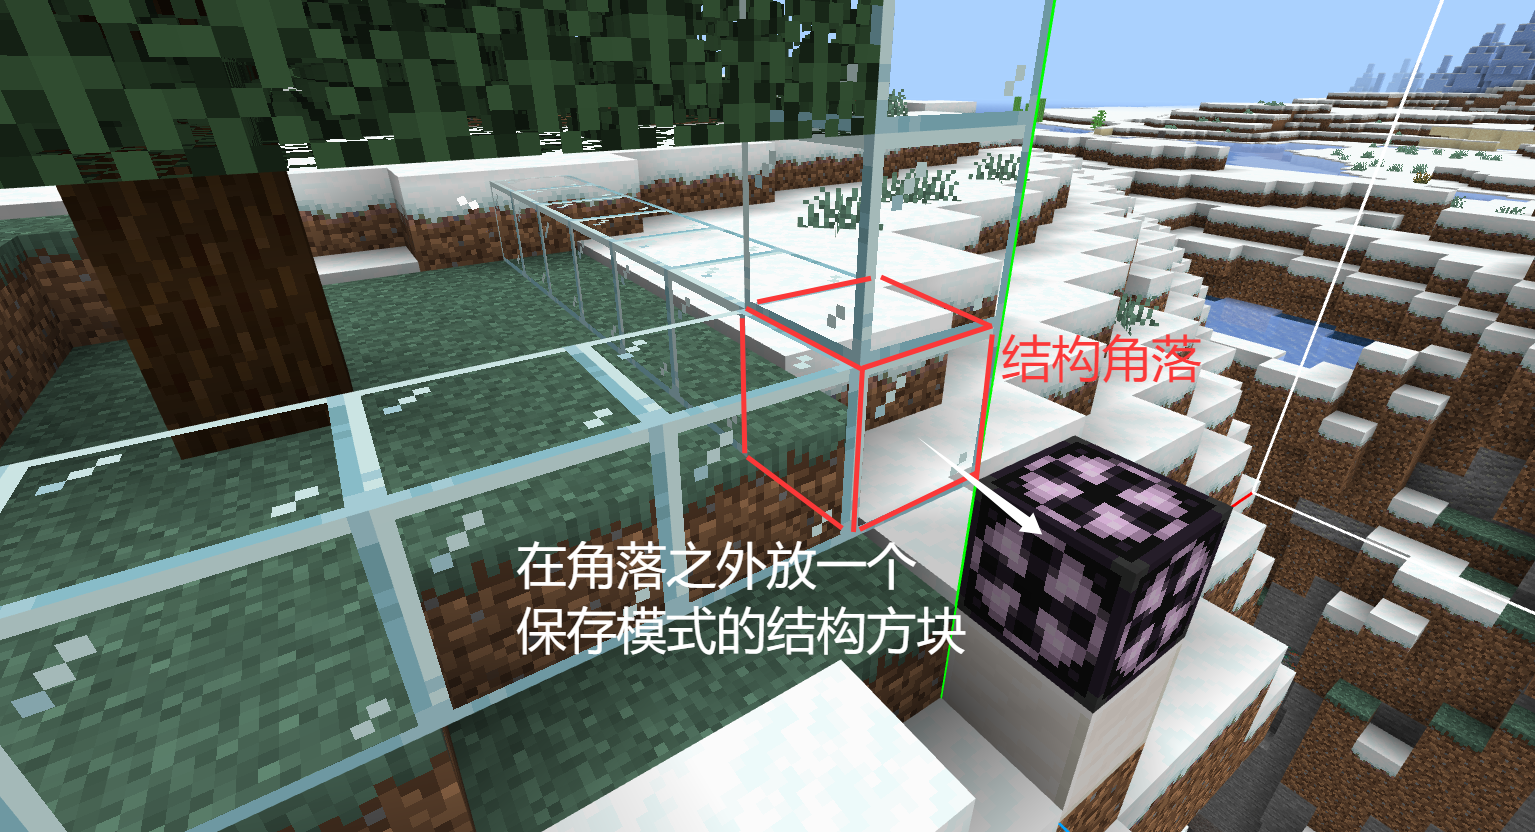 结构角落
在角落之外放一个
保存模式的结构方块